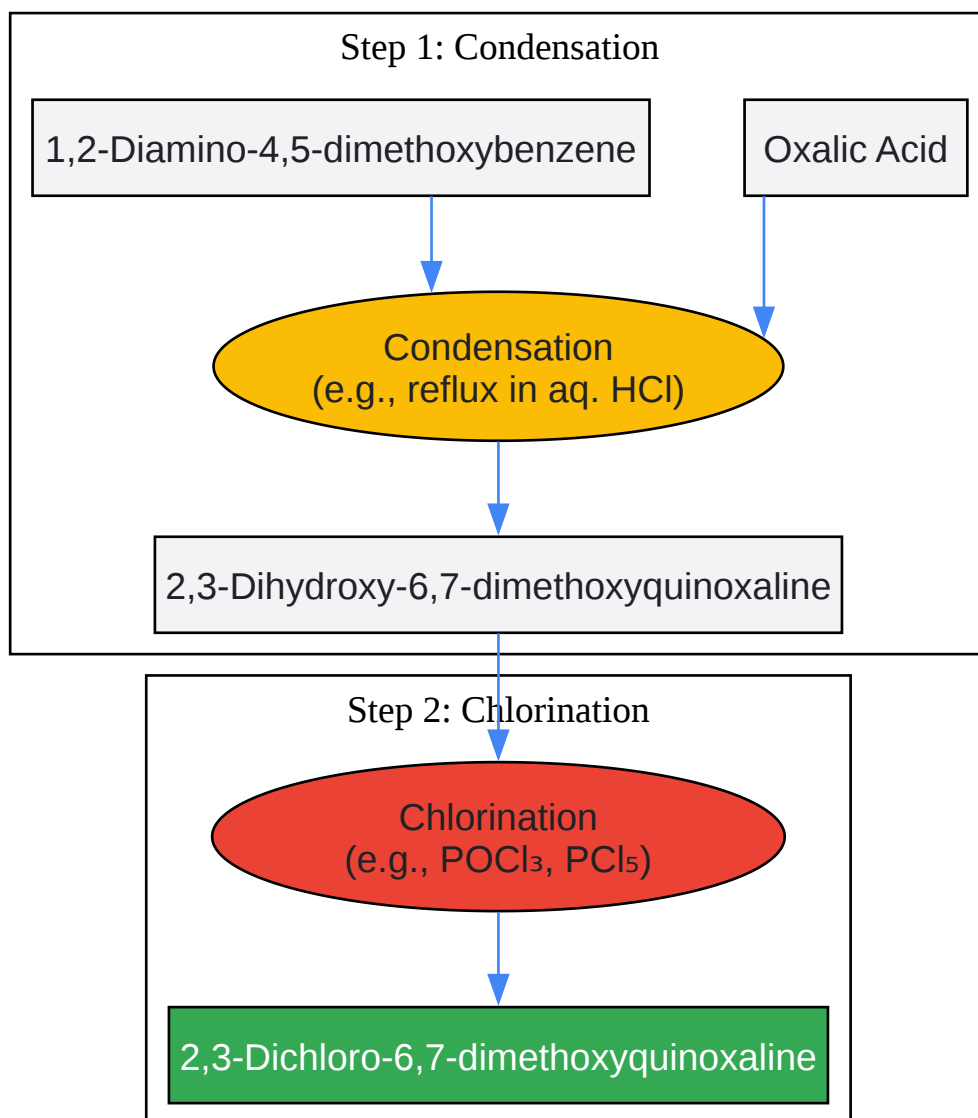 Step 1: Condensation
1,2-Diamino-4,5-dimethoxybenzene
Oxalic Acid
Condensation
(e.g., reflux in aq. HCl)
2,3-Dihydroxy-6,7-dimethoxyquinoxaline
Step 2: Chlorination
Chlorination
(e.g., POCl₃, PCl₅)
2,3-Dichloro-6,7-dimethoxyquinoxaline